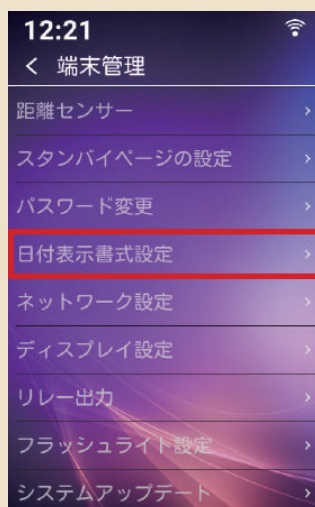 12:21
< 端末管理
距離センサー
スタンバイページの設定
パスワード変更
日付表示書式設定
ネットワーク設定
ディスプレイ設定
リレー出力
フラッシュライト設定
システムアップデート